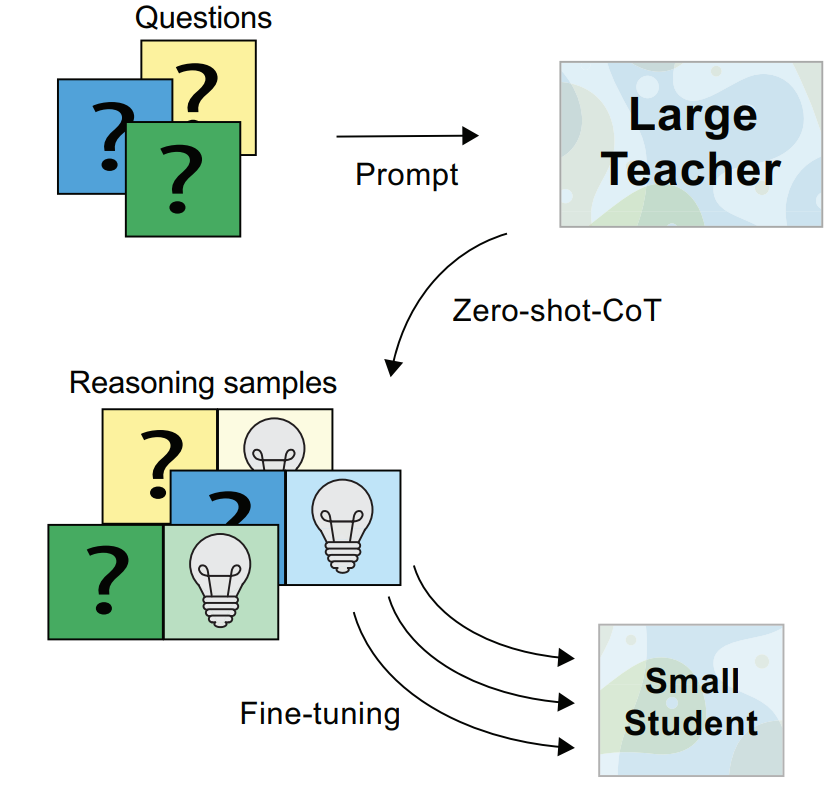 Questions
?
?
?
Prompt
Large
Teacher
Zero-shot-CoT
Reasoning samples
?
?
?
Fine-tuning
Small
Student